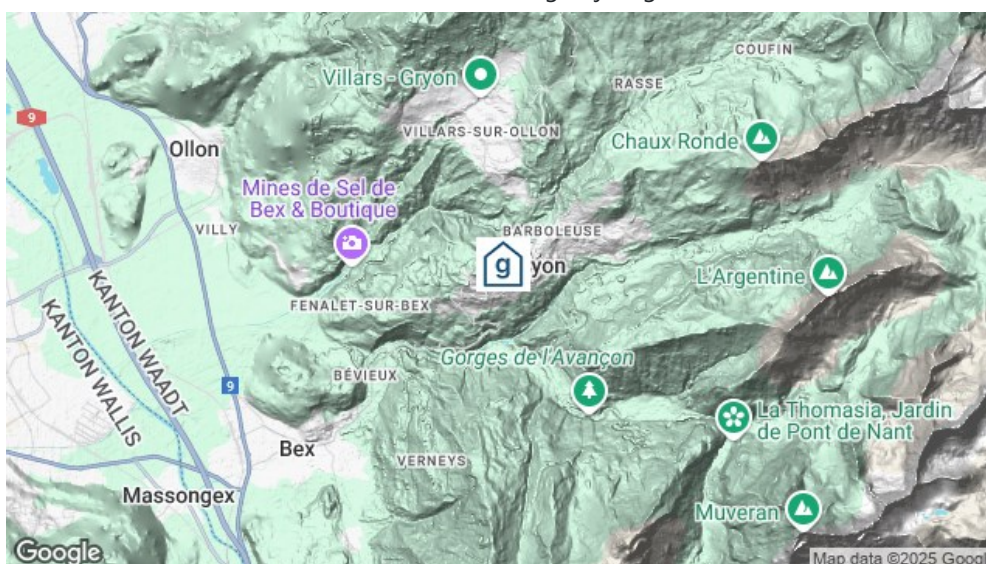 COUFIN
Villars - Gryon
RASSE
9
VILLARS-SUR-OLLON
Chaux Ronde
Ollon
Mines de Sel de
Bex & Boutique
VILLY
BARBOLEUSE
g
yon
L'Argentine
KANTON WAADT
KANTON WALLIS
FENALET-SUR-BEX
Gorges de l'Avançon
BÉVIEUX
9
La Thomasia, Jardin
de Pont de Nant
Bex
VERNEYS
Massongex
Muveran
Google
Map data ©2025 Googl